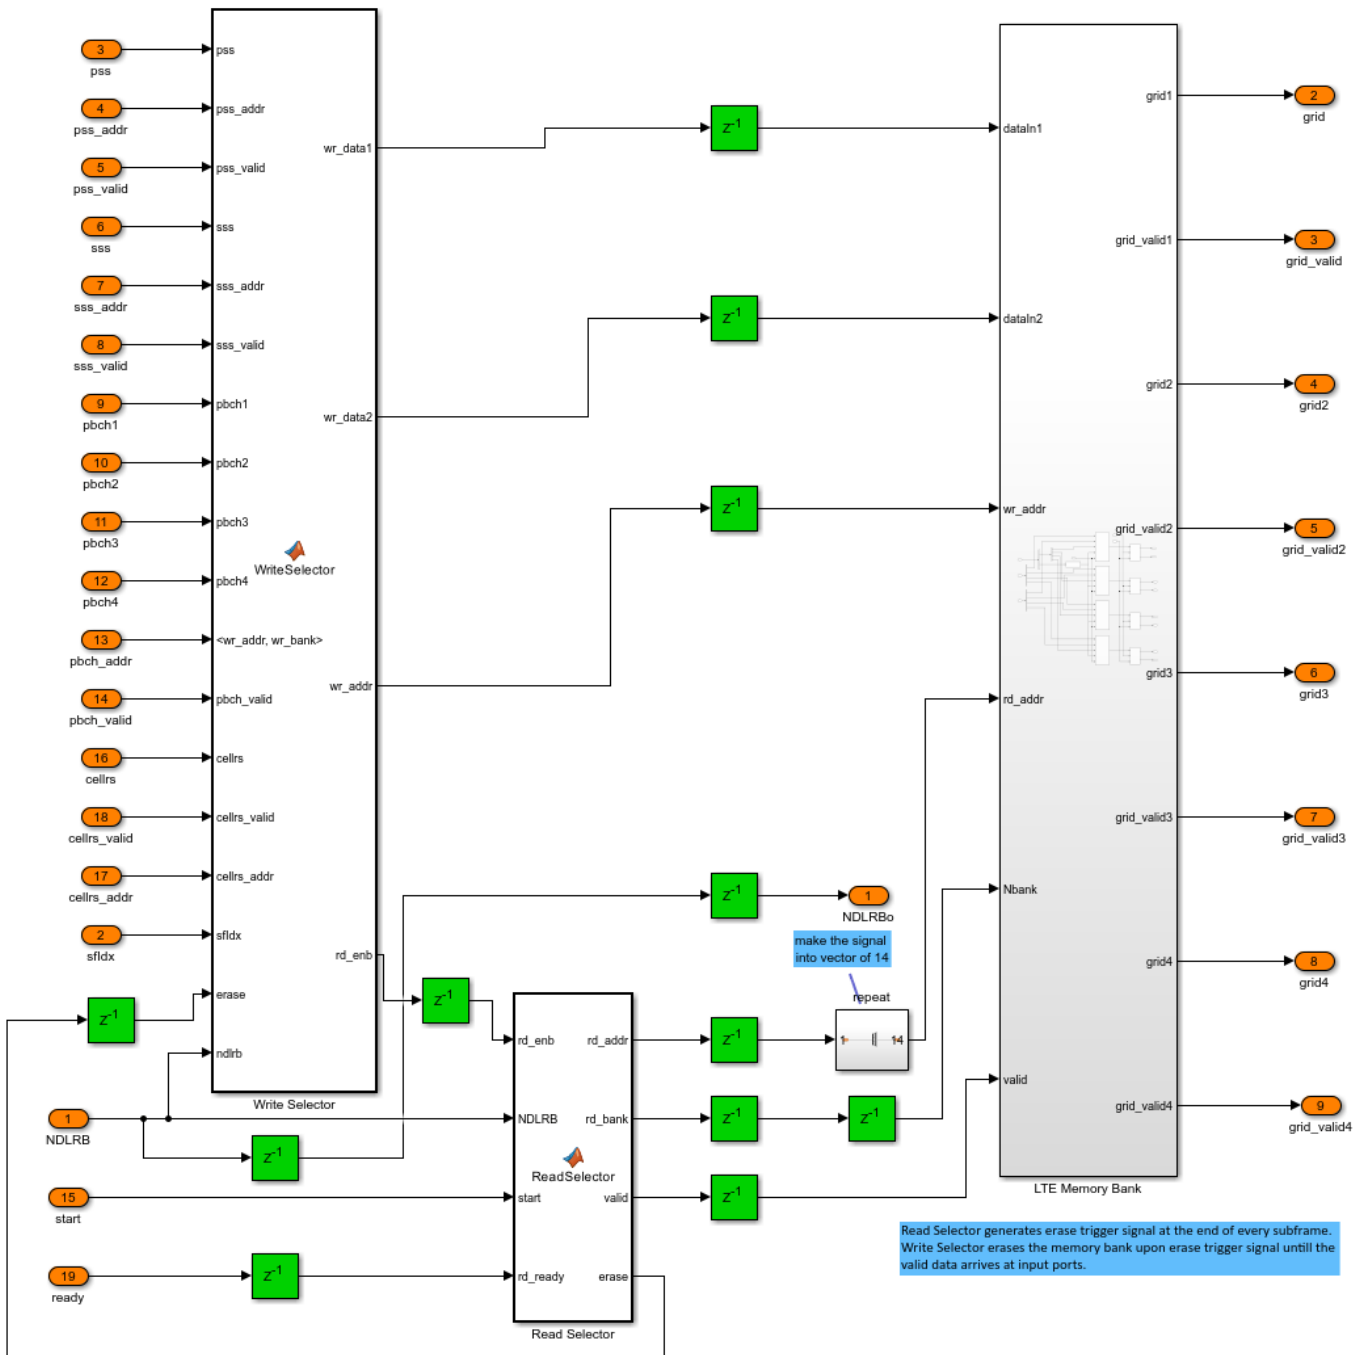 3
pss
4
pss_addr
5
pss_valid
6
sss
7
sss_addr
8
sss_valid
9
pbch1
10
pbch2
11
pbch3
12
pbch4
13
pbch_addr
14
pbch_valid
16
cellrs
18
cellrs_valid
17
cellrs_addr
2
sfIdx
z-1
1
NDLRB
15
start
19
ready
pss
pss_addr
pss_valid
sss
sss_addr
sss_valid
pbch1
pbch2
pbch3
pbch4
<wr_addr, wr_bank>
pbch_valid
cellrs
cellrs_valid
cellrs_addr
sfIdx
erase
ndlrb
wr_data1
wr_data2
WriteSelector
wr_addr
rd_enb
Write Selector
z-1
z-1
z-1
rd_enb
NDLRB
start
rd_ready
ReadSelector
rd_addr
rd_bank
valid
erase
Read Selector
z-1
z-1
z-1
z-1
1
NDLRBo
make the signal
into vector of 14
repeat
z-1
1
14
z-1
z-1
z-1
dataIn1
dataIn2
wr_addr
rd_addr
Nbank
valid
grid1
grid_valid1
grid2
grid_valid2
grid3
grid_valid3
grid4
grid_valid4
LTE Memory Bank
2
grid
3
grid_valid
4
grid2
5
grid_valid2
6
grid3
7
grid_valid3
8
grid4
9
grid_valid4
Read Selector generates erase trigger signal at the end of every subframe.
Write Selector erases the memory bank upon erase trigger signal untill the
valid data arrives at input ports.